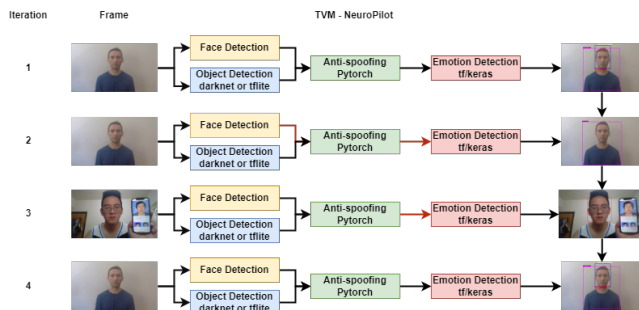 Iteration Frame TVM - NeuroPilot
1
Face Detection
Object Detection
darknet or tflite
Anti-spoofing
Pytorch
Emotion Detection
tf/keras
2
Face Detection
Object Detection
darknet or tflite
Anti-spoofing
Pytorch
Emotion Detection
tf/keras
3
Face Detection
Object Detection
darknet or tflite
Anti-spoofing
Pytorch
Emotion Detection
tf/keras
4
Face Detection
Object Detection
darknet or tflite
Anti-spoofing
Pytorch
Emotion Detection
tf/keras